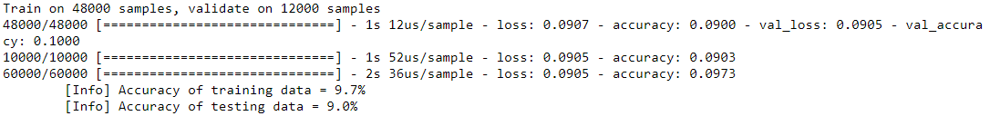 Train on 48000 samples, validate on 12000 samples
48000/48000 [==============================] - 1s 12us/sample - loss: 0.0907 - accuracy: 0.0900 - val_loss: 0.0905 - val_accura
cy: 0.1000
10000/10000 [==============================] - 1s 52us/sample - loss: 0.0905 - accuracy: 0.0903
60000/60000 [==============================] - 2s 36us/sample - loss: 0.0905 - accuracy: 0.0973
[Info] Accuracy of training data = 9.7%
[Info] Accuracy of testing data = 9.0%